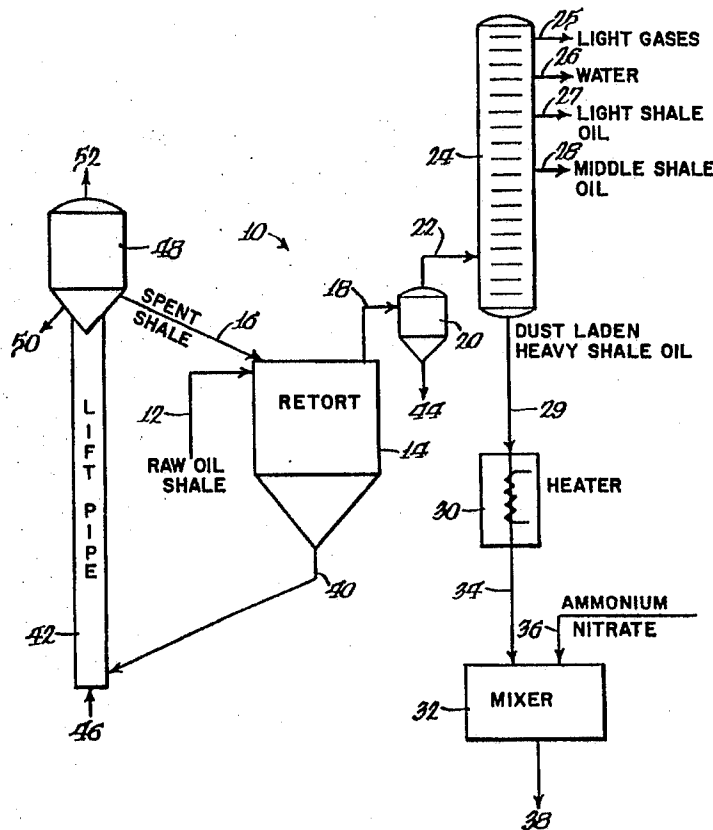 25
LIGHT GASES
26
WATER
27
LIGHT SHALE
OIL
24
28
MIDDLE SHALE
OIL
52
48
10
22
18
SPENT
SHALE
16
50
20
DUST LADEN
HEAVY SHALE OIL
RETORT
12
44
14
29
RAW OIL
SHALE
LIFT PIPE
HEATER
30
40
34
AMMONIUM
36
NITRATE
42
MIXER
32
46
38